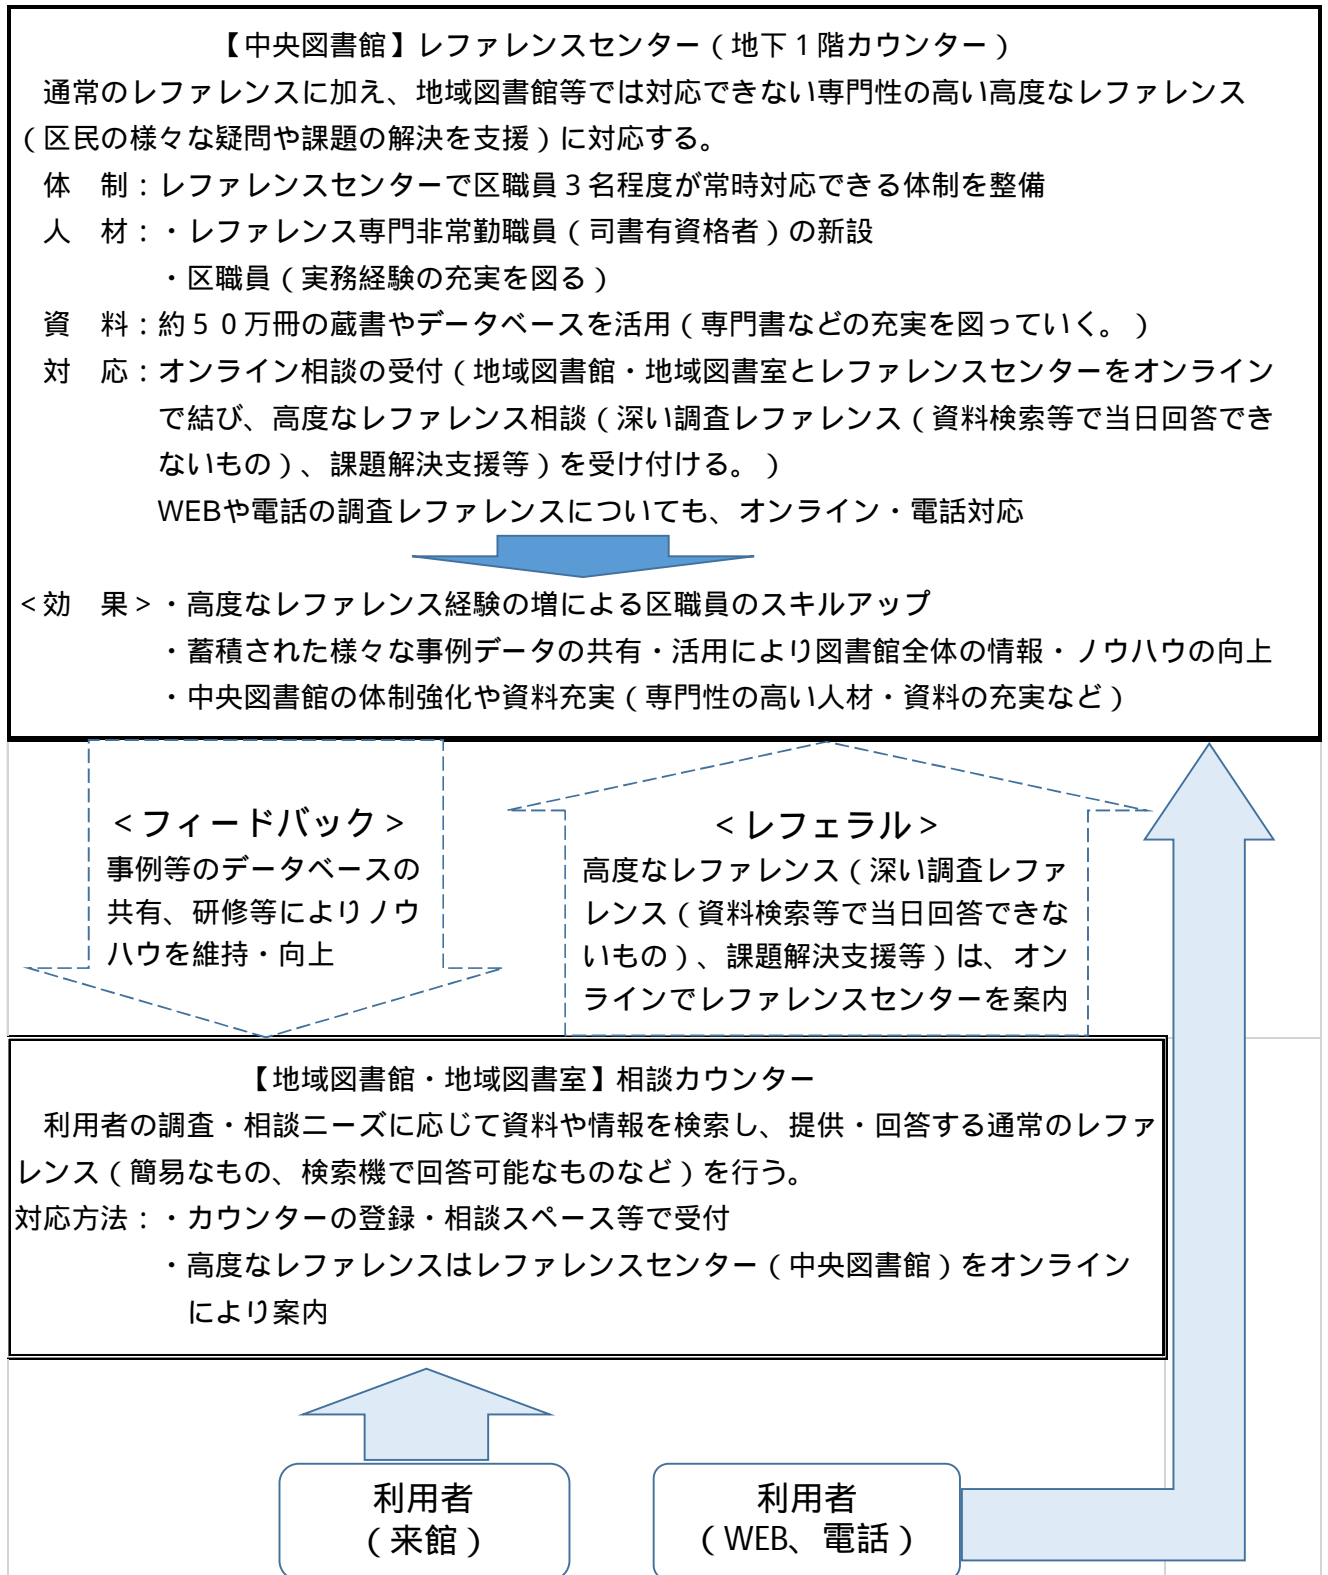 【中央図書館】レファレンスセンター（地下１階カウンター）
通常のレファレンスに加え、地域図書館等では対応できない専門性の高い高度なレファレンス
（区民の様々な疑問や課題の解決を支援）に対応する。
体　制：レファレンスセンターで区職員３名程度が常時対応できる体制を整備
人　材：・レファレンス専門非常勤職員（司書有資格者）の新設
・区職員（実務経験の充実を図る）
資　料：約５０万冊の蔵書やデータベースを活用（専門書などの充実を図っていく。）
対　応：オンライン相談の受付（地域図書館・地域図書室とレファレンスセンターをオンライン
で結び、高度なレファレンス相談（深い調査レファレンス（資料検索等で当日回答でき
ないもの）、課題解決支援等）を受け付ける。）
WEBや電話の調査レファレンスについても、オンライン・電話対応
＜効　果＞・高度なレファレンス経験の増による区職員のスキルアップ
・蓄積された様々な事例データの共有・活用により図書館全体の情報・ノウハウの向上
・中央図書館の体制強化や資料充実（専門性の高い人材・資料の充実など）
＜フィードバック＞
事例等のデータベースの
共有、研修等によりノウ
ハウを維持・向上
＜レフェラル＞
高度なレファレンス（深い調査レファ
レンス（資料検索等で当日回答できな
いもの）、課題解決支援等）は、オン
ラインでレファレンスセンターを案内
【地域図書館・地域図書室】相談カウンター
利用者の調査・相談ニーズに応じて資料や情報を検索し、提供・回答する通常のレファ
レンス（簡易なもの、検索機で回答可能なものなど）を行う。
対応方法：・カウンターの登録・相談スペース等で受付
・高度なレファレンスはレファレンスセンター（中央図書館）をオンライン
により案内
利用者
（来館）
利用者
（WEB、電話）